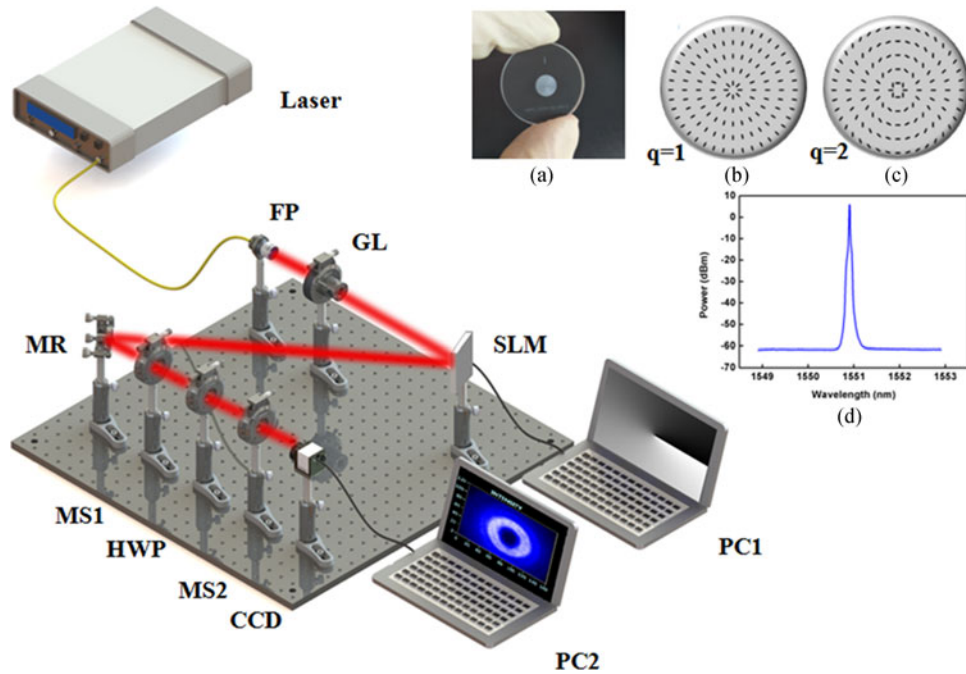 Laser
(a)
q=1
(b)
q=2
(c)
FP
GL
MR
SLM
10
0
-10
-20
-30
-40
-50
-60
-70
Power (dBm)
1549
1550
1551
1552
1553
Wavelength (nm)
(d)
MS1
HWP
MS2
CCD
INTENSITY
PC1
PC2